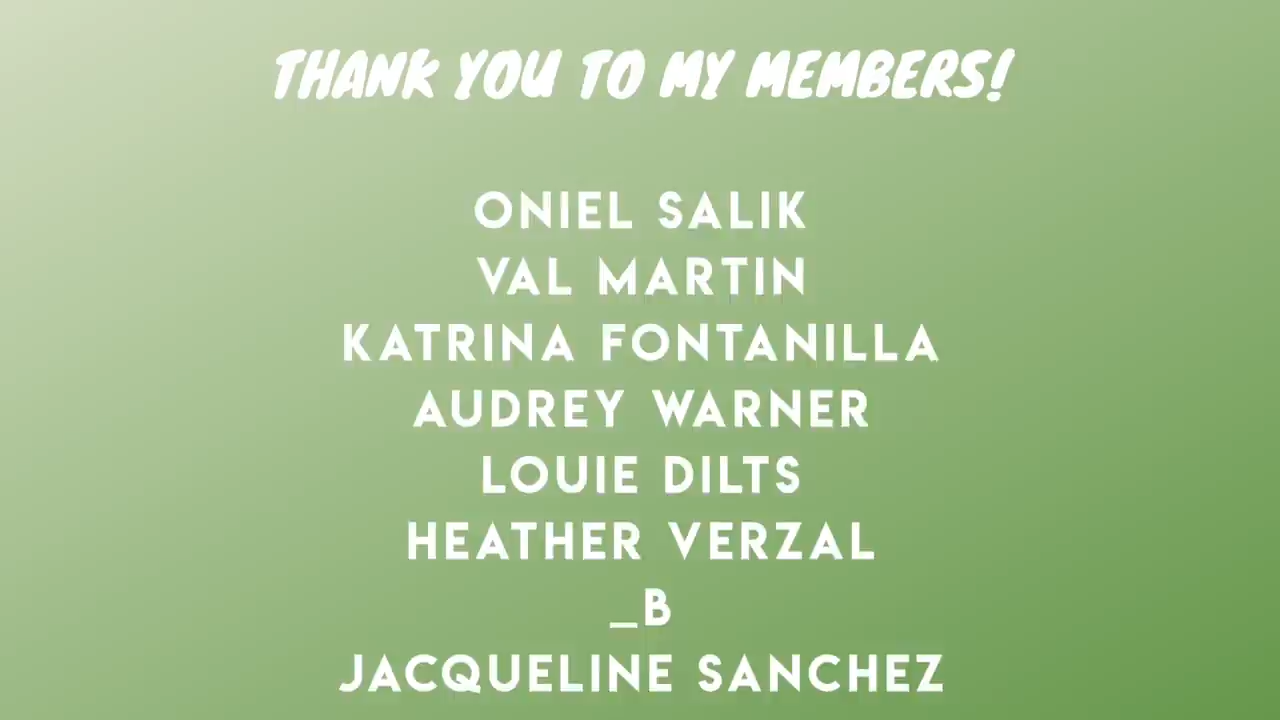 THANK YOU TO MY MEMBERS!
ONIEL SALIK
VAL MARTIN
KATRINA FONTANILLA
AUDREY WARNER
LOUIE DILTS
HEATHER VERZAL
_B
JACQUELINE SANCHEZ